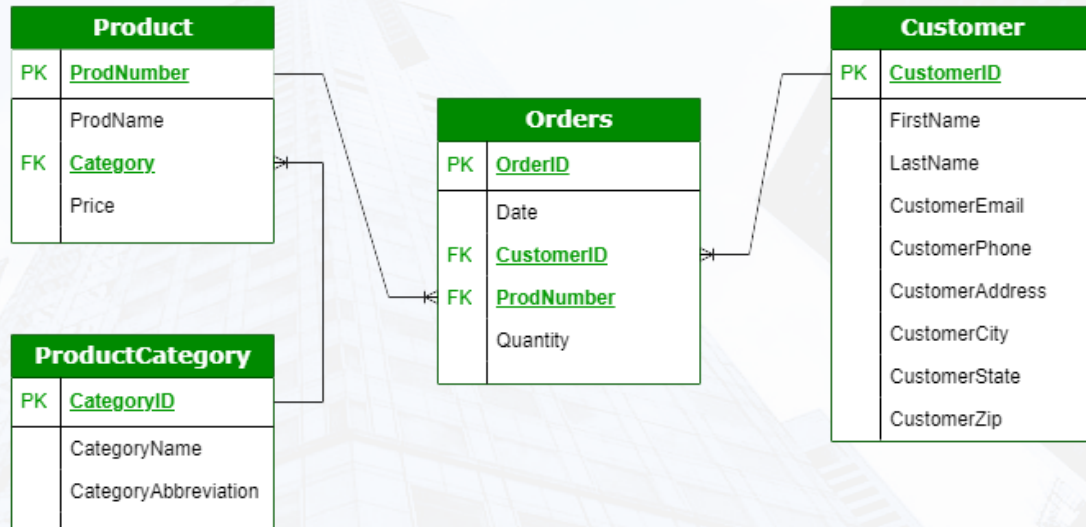 Product
PK ProdNumber
ProdName
FK Category
Price
ProductCategory
PK CategoryID
CategoryName
CategoryAbbreviation
Orders
PK OrderID
Date
FK CustomerID
FK ProdNumber
Quantity
Customer
PK CustomerID
FirstName
LastName
CustomerEmail
CustomerPhone
CustomerAddress
CustomerCity
CustomerState
CustomerZip